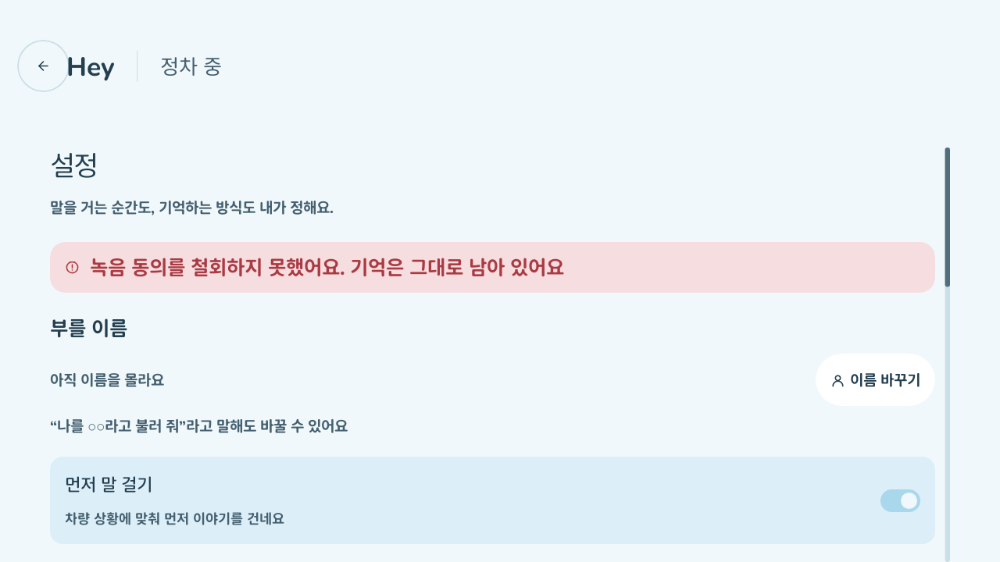 Hey
정차 중
설정
말을 거는 순간도, 기억하는 방식도 내가 정해요.
녹음 동의를 철회하지 못했어요. 기억은 그대로 남아 있어요
부를 이름
아직 이름을 몰라요
이름 바꾸기
“나를 ○○라고 불러 줘”라고 말해도 바꿀 수 있어요
먼저 말 걸기
차량 상황에 맞춰 먼저 이야기를 건네요